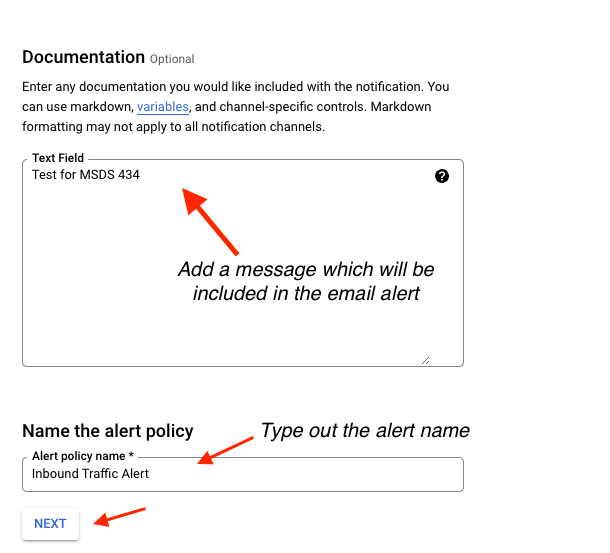 Documentation Optional
Enter any documentation you would like included with the notification. You
can use markdown, variables, and channel-specific controls. Markdown
formatting may not apply to all notification channels.
Text Field
Test for MSDS 434
?
Add a message which will be
included in the email alert
Name the alert policy
Type out the alert name
Alert policy name *
Inbound Traffic Alert
NEXT